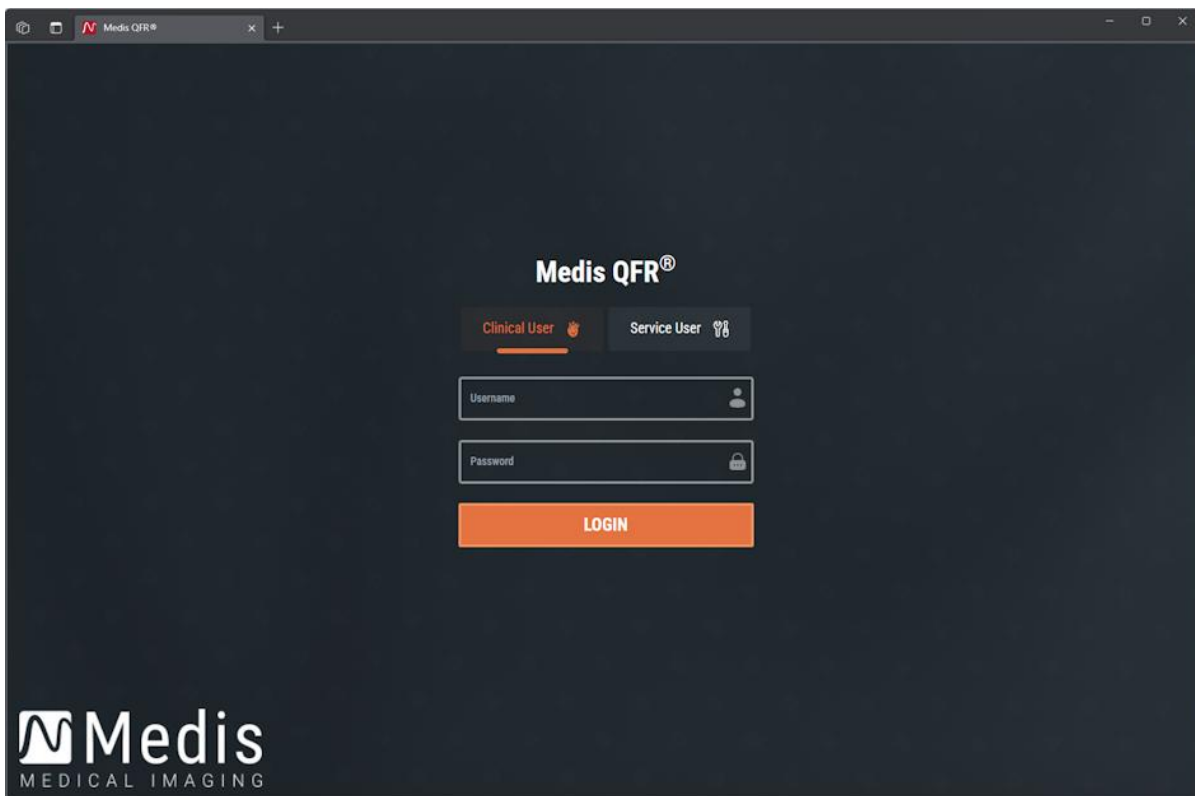 Medis QFR®
Medis QFR®
Clinical User
Service User
Username
Password
LOGIN
Medis
MEDICAL IMAGING